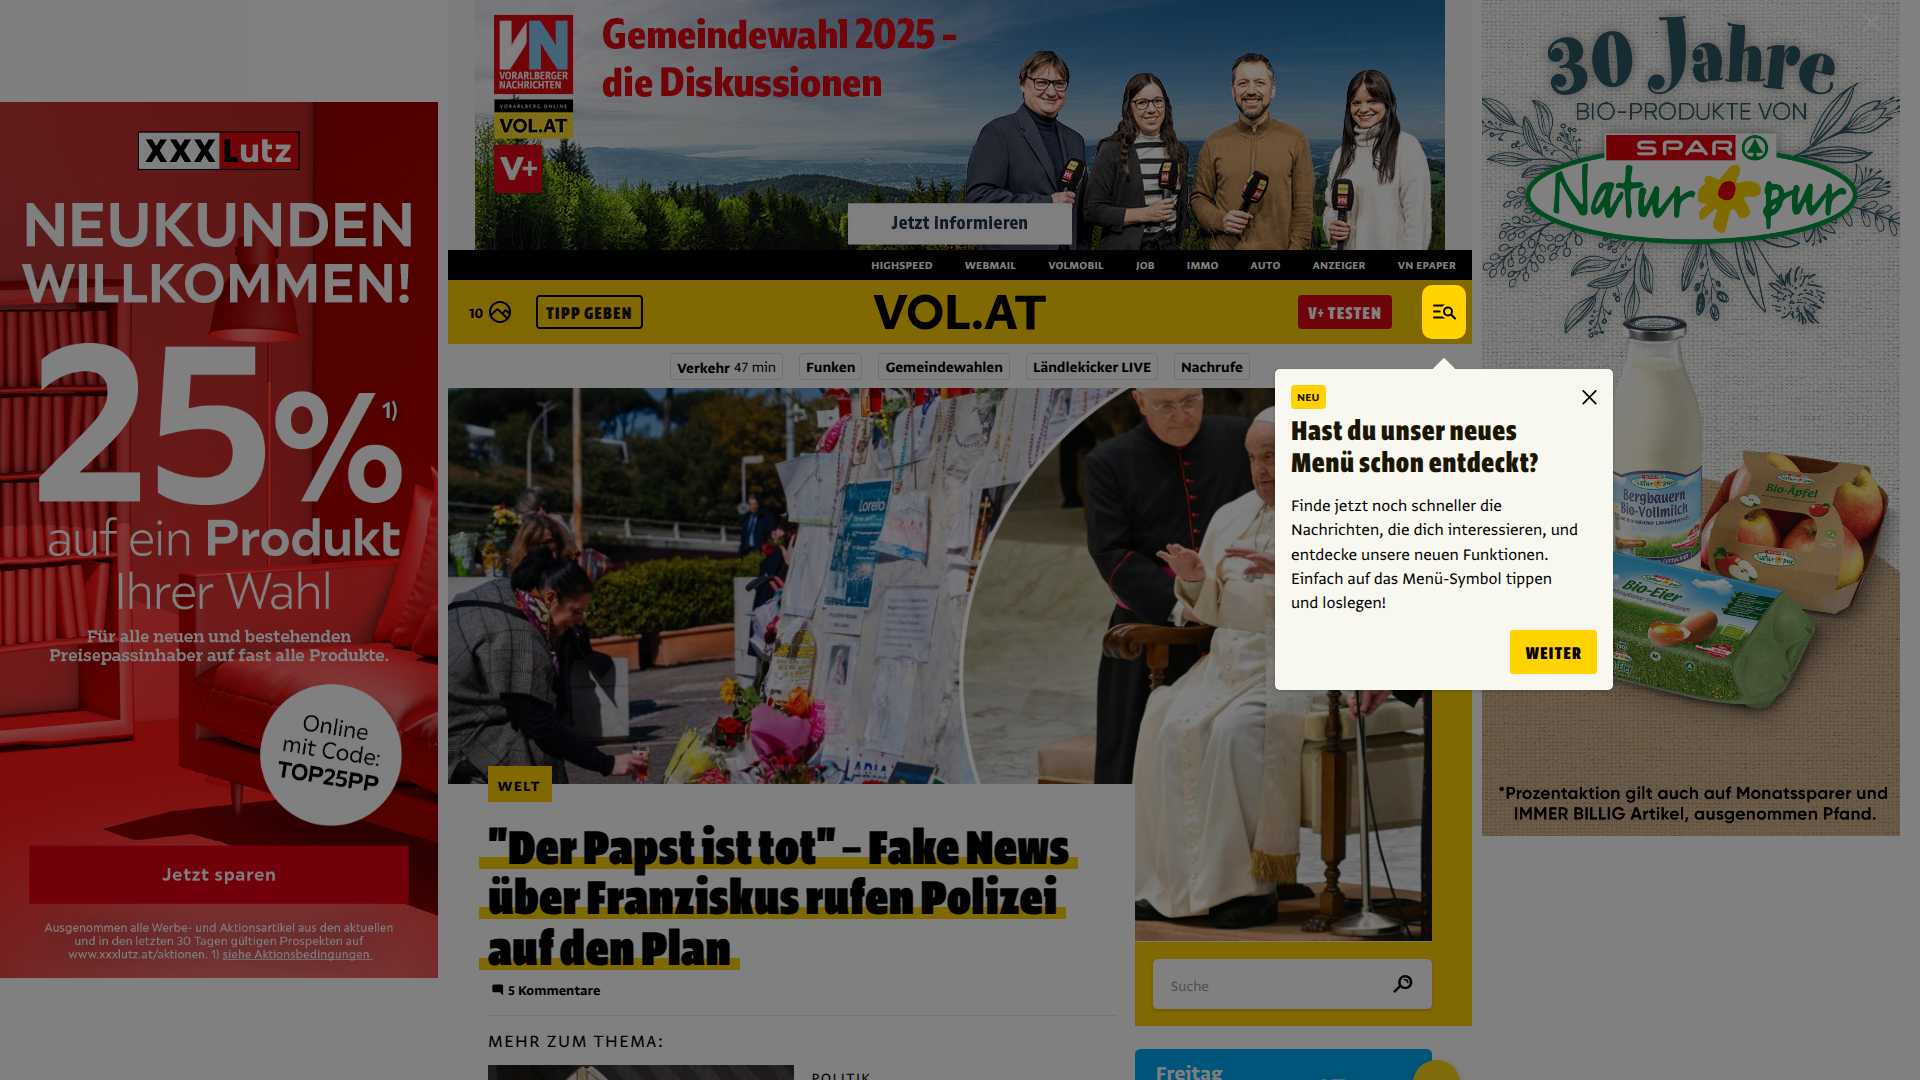 VN
VORARLBERGER
NACHRICHTEN
VORARLBERG ONLINE
VOL.AT
V+
Gemeindewahl 2025 -
die Diskussionen
Jetzt informieren
XXXLutz
NEUKUNDEN
WILLKOMMEN!
25%1)
auf ein Produkt
Ihrer Wahl
Für alle neuen und bestehenden
Preisepassinhaber auf fast alle Produkte.
Online
mit Code:
TOP25PP
Jetzt sparen
Ausgenommen alle Werbe- und Aktionsartikel aus den aktuellen
und in den letzten 30 Tagen gültigen Prospekten auf
www.xxxlutz.at/aktionen. 1) siehe Aktionsbedingungen
HIGHSPEED WEBMAIL VOLMOBIL JOB IMMO AUTO ANZEIGER VN EPAPER
10 TIPP GEBEN VOL.AT V+ TESTEN
Verkehr 47 min Funken Gemeindewahlen Ländlekicker LIVE Nachrufe
Loreto
MARIA
WELT
"Der Papst ist tot" – Fake News
über Franziskus rufen Polizei
auf den Plan
5 Kommentare
MEHR ZUM THEMA:
POLITIK
NEU
Hast du unser neues
Menü schon entdeckt?
Finde jetzt noch schneller die
Nachrichten, die dich interessieren, und
entdecke unsere neuen Funktionen.
Einfach auf das Menü-Symbol tippen
und loslegen!
WEITER
Suche
Freitag
30 Jahre
BIO-PRODUKTE VON
SPAR
Natur pur
Bergbauern
Bio-Vollmilch
Bio-Äpfel
Bio-Eier
*Prozentaktion gilt auch auf Monatssparer und
IMMER BILLIG Artikel, ausgenommen Pfand.